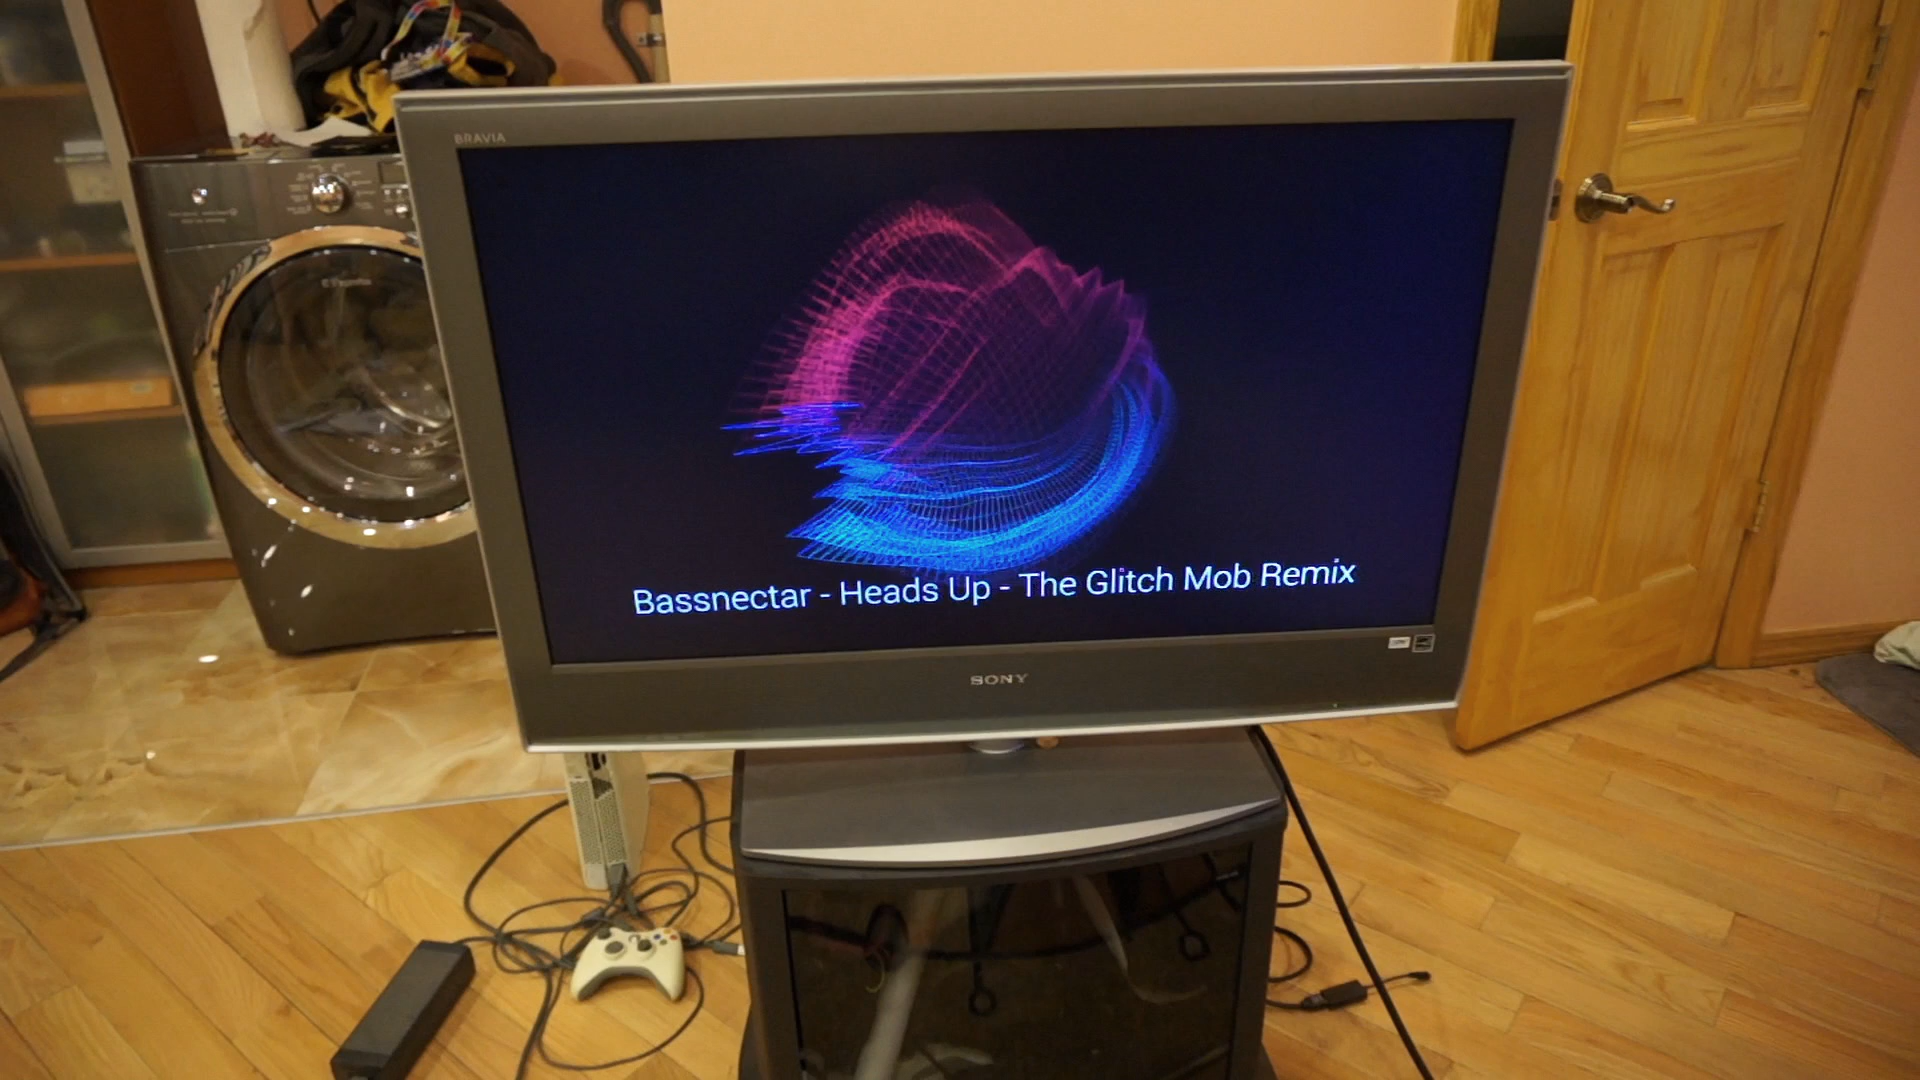 BRAVIA
Bassnectar - Heads Up - The Glitch Mob Remix
SONY